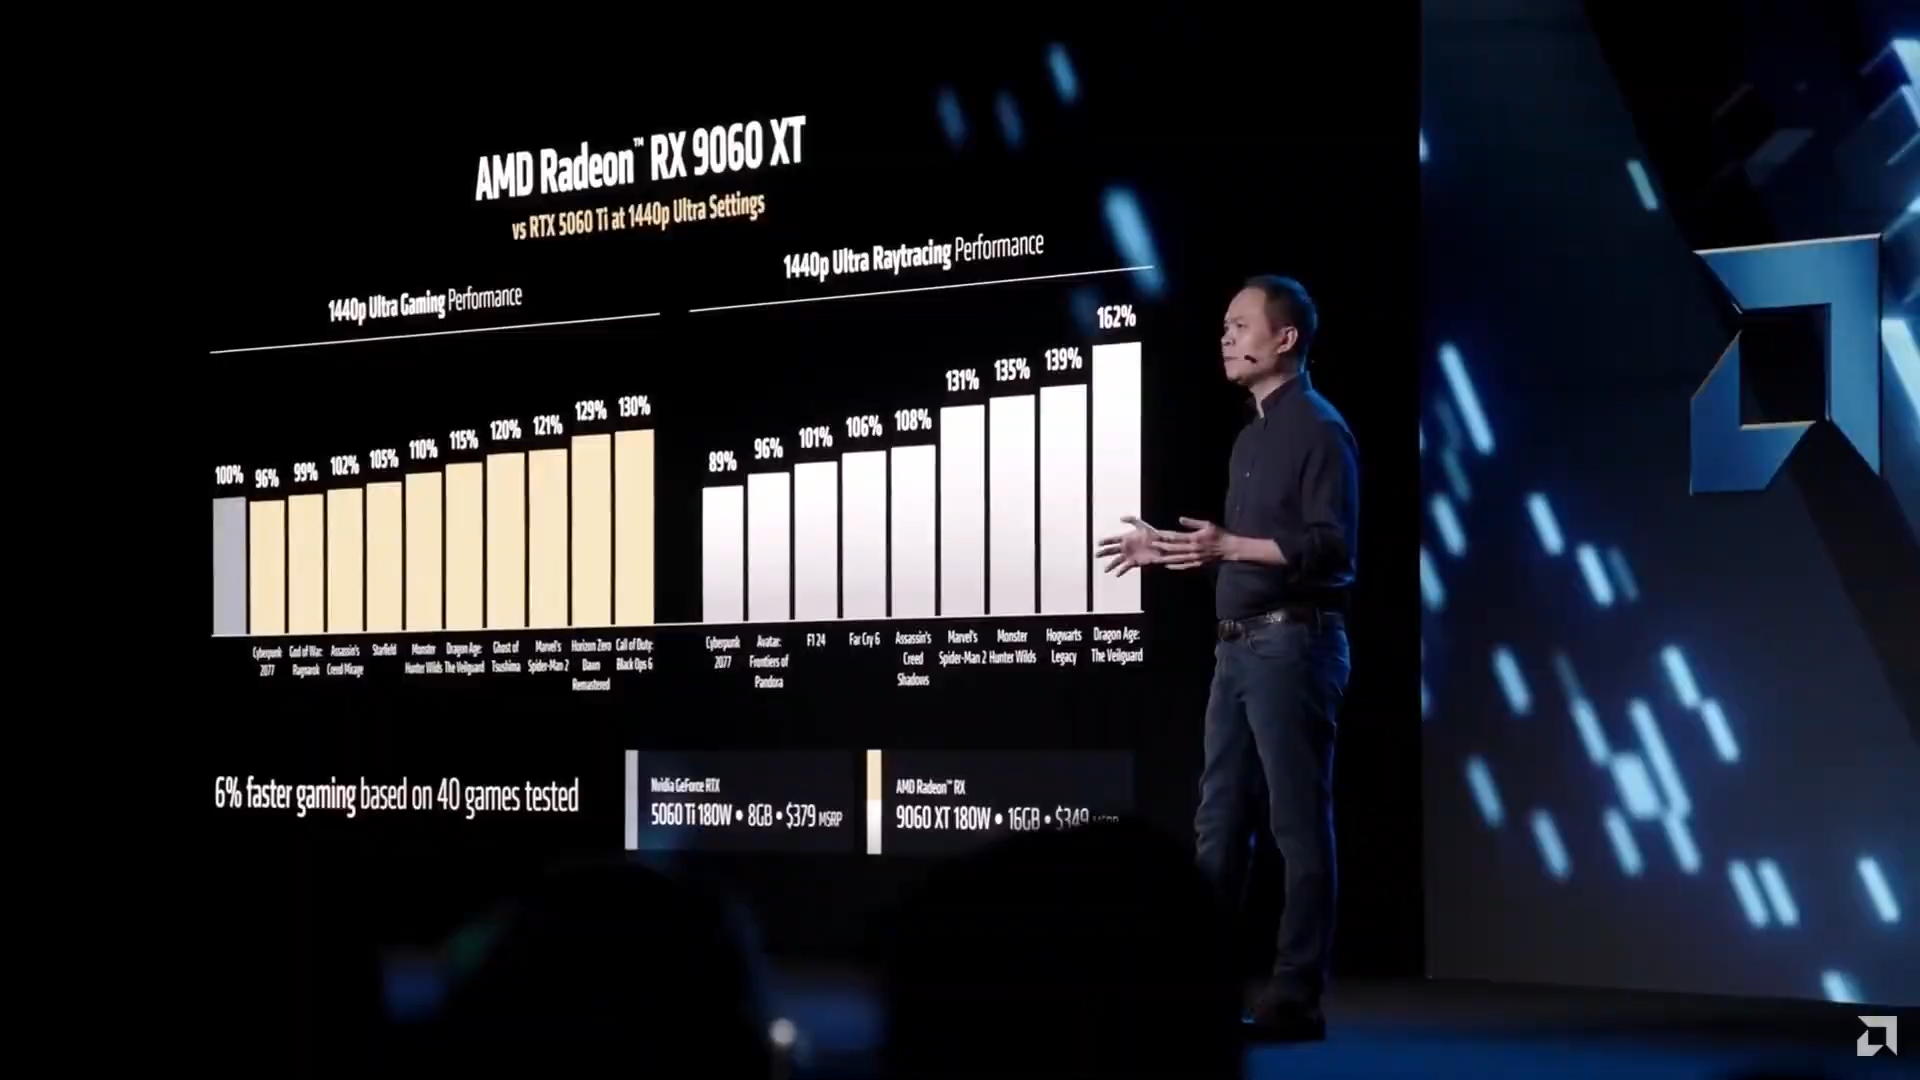 AMD Radeon™ RX 9060 XT
vs RTX 5060 Ti at 1440p Ultra Settings
1440p Ultra Gaming Performance
100%
96%
99%
102%
105%
110%
115%
120%
121%
129%
130%
Cyberpunk
2077
God of War:
Ragnarok
Assassin's
Creed Mirage
Starfield
Monster
Hunter Wilds
Dragon Age:
The Veilguard
Ghost of
Tsushima
Marvel's
Spider-Man 2
Horizon Zero
Dawn
Remastered
Call of Duty:
Black Ops 6
1440p Ultra Raytracing Performance
89%
96%
101%
106%
108%
131%
135%
139%
162%
Cyberpunk
2077
Avatar:
Frontiers of
Pandora
F1 24
Far Cry 6
Assassin's
Creed
Shadows
Marvel's
Spider-Man 2
Monster
Hunter Wilds
Hogwarts
Legacy
Dragon Age:
The Veilguard
6% faster gaming based on 40 games tested
Nvidia GeForce RTX
5060 Ti 180W • 8GB • $379 MSRP
AMD Radeon™ RX
9060 XT 180W • 16GB • $349 MSRP